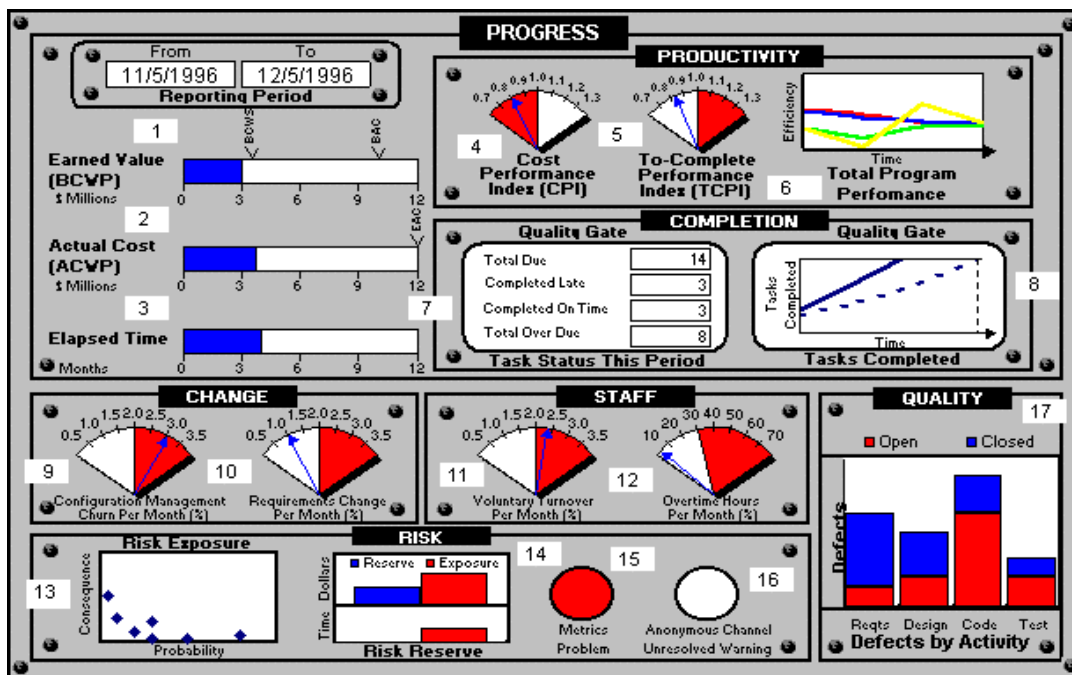 PROGRESS
From To
11/5/1996 12/5/1996
Reporting Period
1
BCWS
BAC
Earned Value
(BCWP)
$ Millions
0 3 6 9 12
2
EAC
Actual Cost
(ACWP)
$ Millions
0 3 6 9 12
3
Elapsed Time
Months
0 3 6 9 12
PRODUCTIVITY
0.7 0.8 0.9 1.0 1.1 1.2 1.3
4
Cost
Performance
Index (CPI)
0.7 0.8 0.9 1.0 1.1 1.2 1.3
5
To-Complete
Performance
Index (TCPI)
6
Efficiency
Time
Total Program
Perfomance
COMPLETION
7
Quality Gate
Total Due 14
Completed Late 3
Completed On Time 3
Total Over Due 8
Task Status This Period
Quality Gate
8
Tasks
Completed
Time
Tasks Completed
CHANGE
0.5 1.0 1.5 2.0 2.5 3.0 3.5
9
Configuration Management
Churn Per Month (%)
0.5 1.0 1.5 2.0 2.5 3.0 3.5
10
Requirements Change
Per Month (%)
STAFF
0.5 1.0 1.5 2.0 2.5 3.0 3.5
11
Voluntary Turnover
Per Month (%)
10 20 30 40 50 60 70
12
Overtime Hours
Per Month (%)
QUALITY
17
Open Closed
Defects
Reqts Design Code Test
Defects by Activity
RISK
13
Risk Exposure
Consequence
Probability
14
Reserve Exposure
Dollars
Time
Risk Reserve
15
Metrics
Problem
16
Anonymous Channel
Unresolved Warning